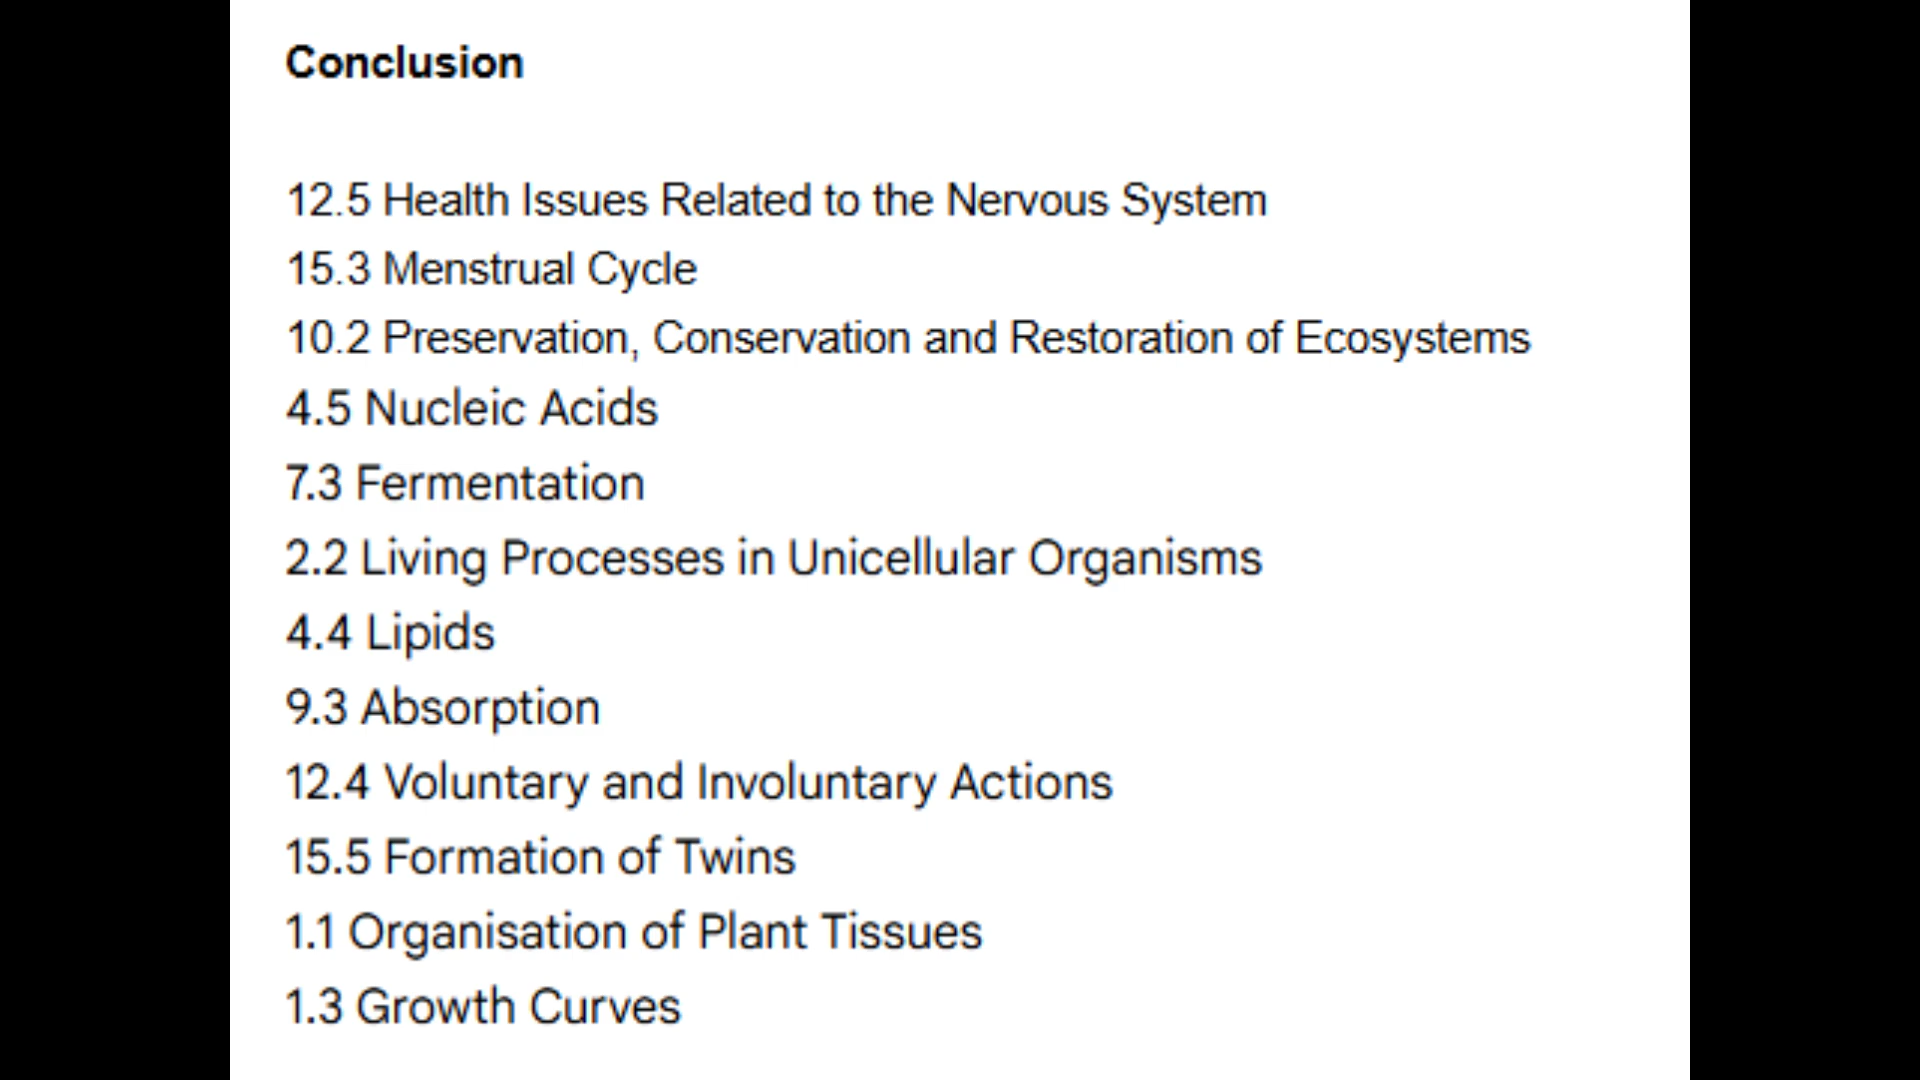 Conclusion
12.5 Health Issues Related to the Nervous System
15.3 Menstrual Cycle
10.2 Preservation, Conservation and Restoration of Ecosystems
4.5 Nucleic Acids
7.3 Fermentation
2.2 Living Processes in Unicellular Organisms
4.4 Lipids
9.3 Absorption
12.4 Voluntary and Involuntary Actions
15.5 Formation of Twins
1.1 Organisation of Plant Tissues
1.3 Growth Curves